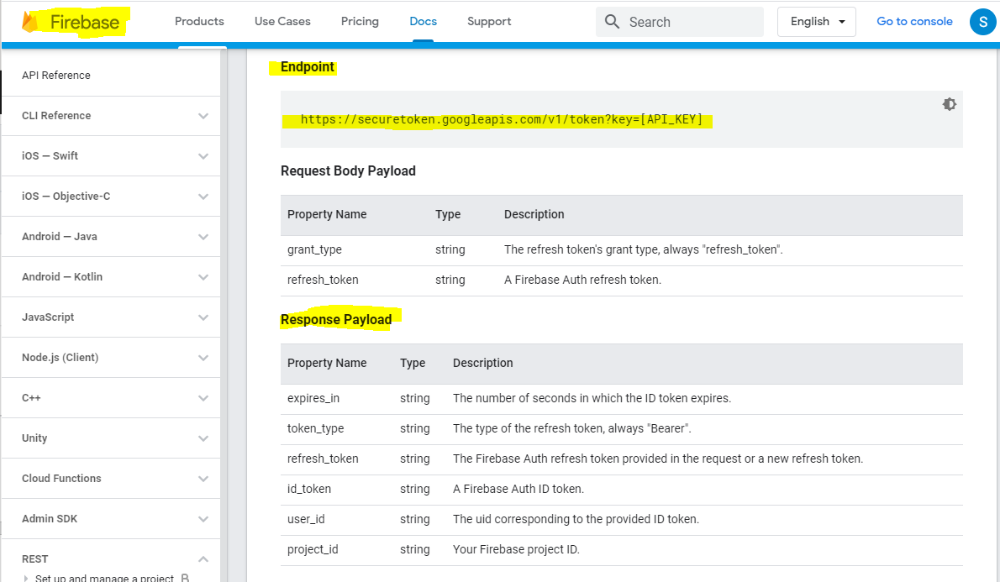 Firebase
Products
Use Cases
Pricing
Docs
Support
Search
English
Go to console
S
API Reference
CLI Reference
iOS — Swift
iOS — Objective-C
Android — Java
Android — Kotlin
JavaScript
Node.js (Client)
C++
Unity
Cloud Functions
Admin SDK
REST
Set up and manage a project
Endpoint
https://securetoken.googleapis.com/v1/token?key=[API_KEY]
Request Body Payload
Property Name Type Description
grant_type string The refresh token's grant type, always "refresh_token".
refresh_token string A Firebase Auth refresh token.
Response Payload
Property Name Type Description
expires_in string The number of seconds in which the ID token expires.
token_type string The type of the refresh token, always "Bearer".
refresh_token string The Firebase Auth refresh token provided in the request or a new refresh token.
id_token string A Firebase Auth ID token.
user_id string The uid corresponding to the provided ID token.
project_id string Your Firebase project ID.